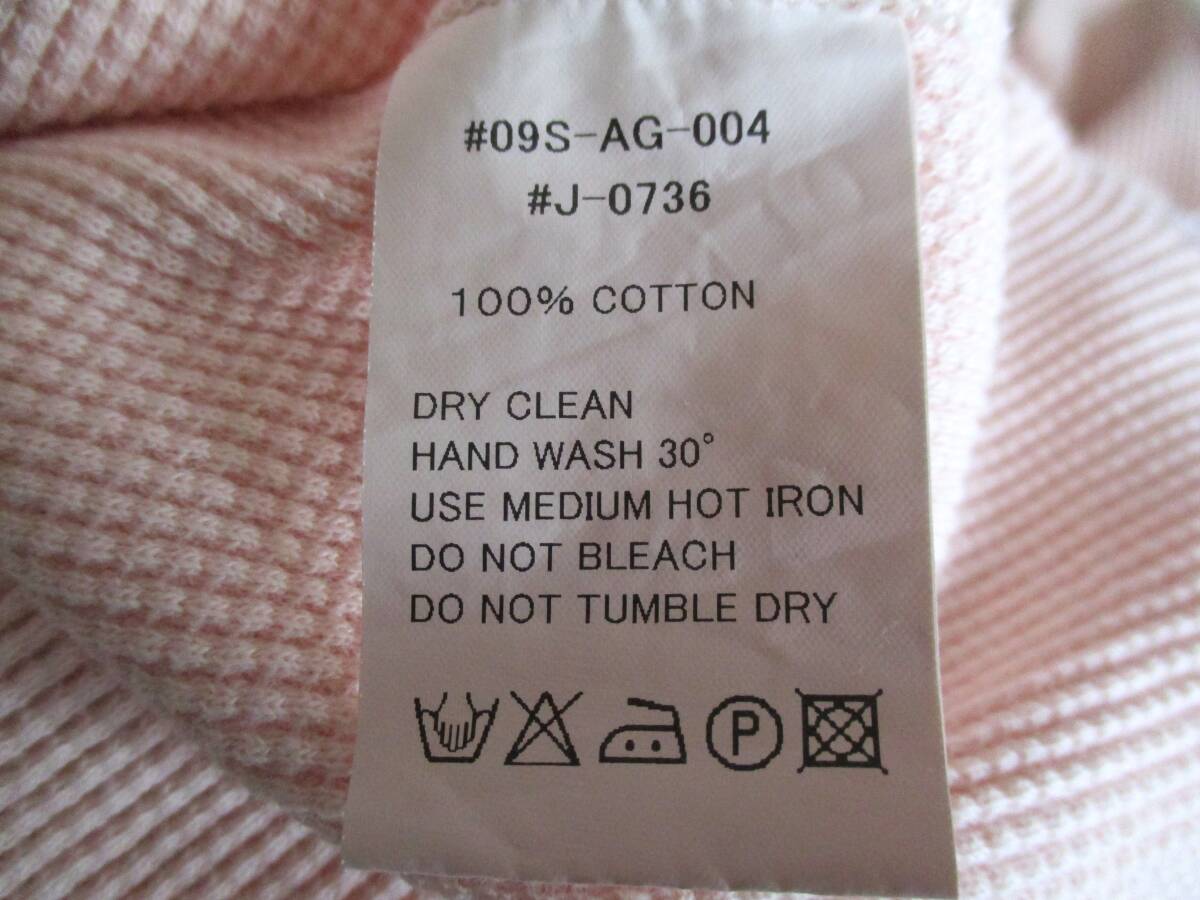 #09S-AG-004
#J-0736
100% COTTON
DRY CLEAN
HAND WASH 30°
USE MEDIUM HOT IRON
DO NOT BLEACH
DO NOT TUMBLE DRY
P